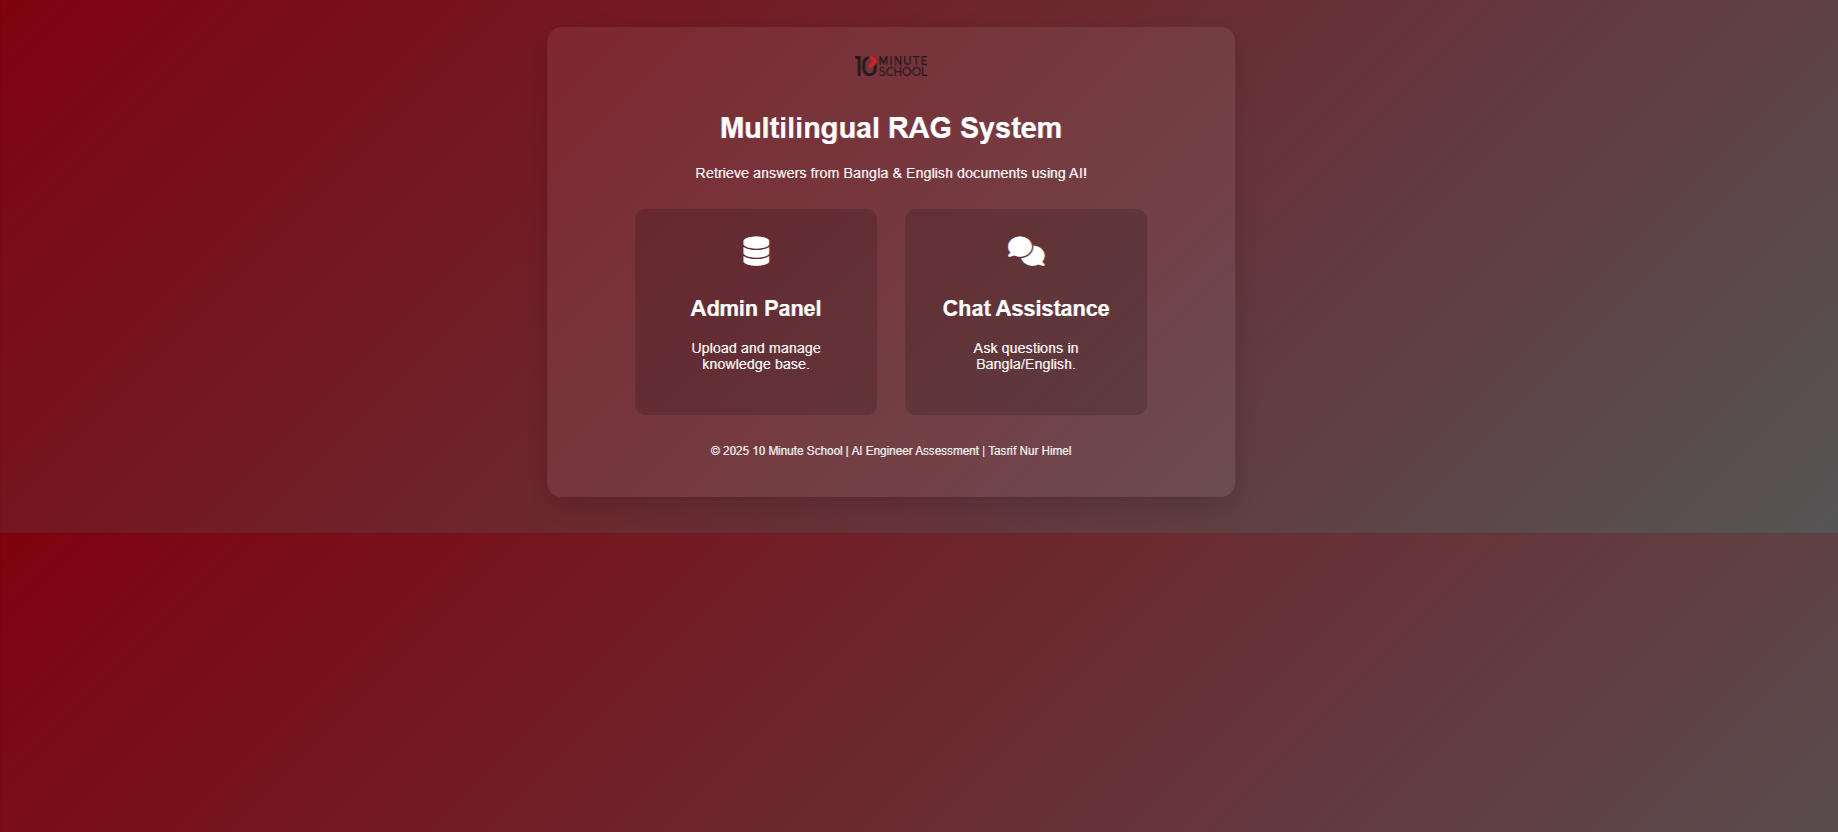 10 MINUTE
SCHOOL
Multilingual RAG System
Retrieve answers from Bangla & English documents using AI!
Admin Panel
Upload and manage
knowledge base.
Chat Assistance
Ask questions in
Bangla/English.
© 2025 10 Minute School | AI Engineer Assessment | Tasrif Nur Himel